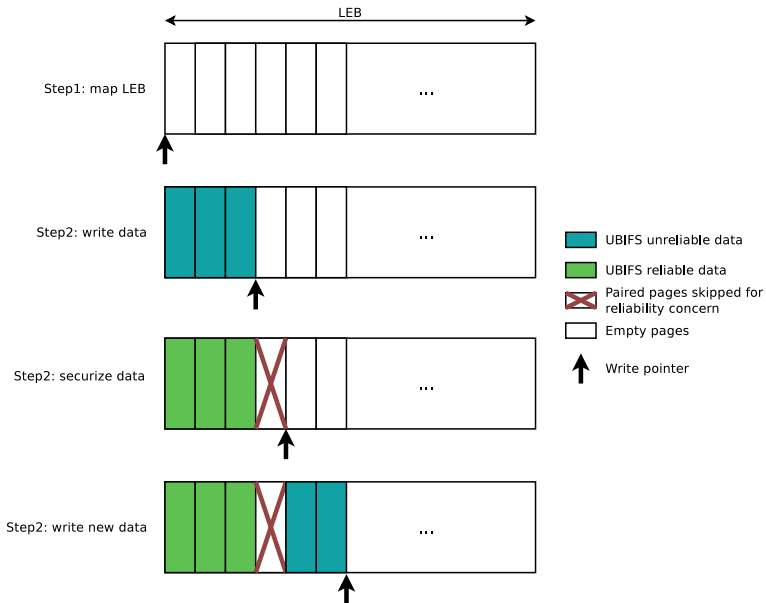 LEB
Step1: map LEB
...
Step2: write data
...
UBIFS unreliable data
UBIFS reliable data
Paired pages skipped for
reliability concern
Empty pages
Write pointer
Step2: securize data
...
Step2: write new data
...